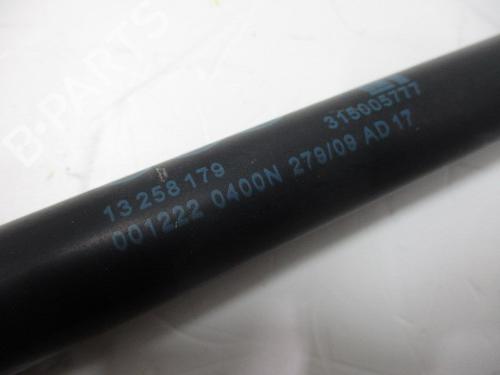 B-PARTS
315005777
13 258 179
001222 0400N 279/09 AD 17